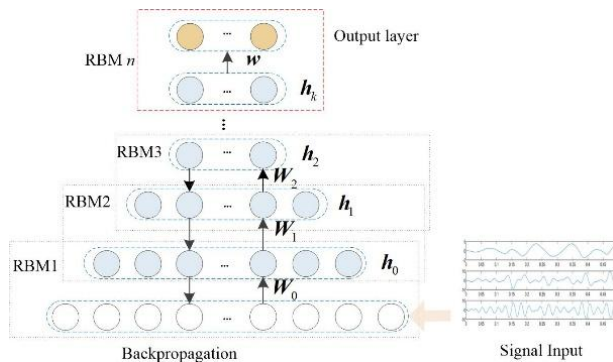 Output layer
RBM n
w
h_k
RBM3
h_2
W_2
RBM2
h_1
W_1
RBM1
h_0
W_0
Backpropagation
Signal Input